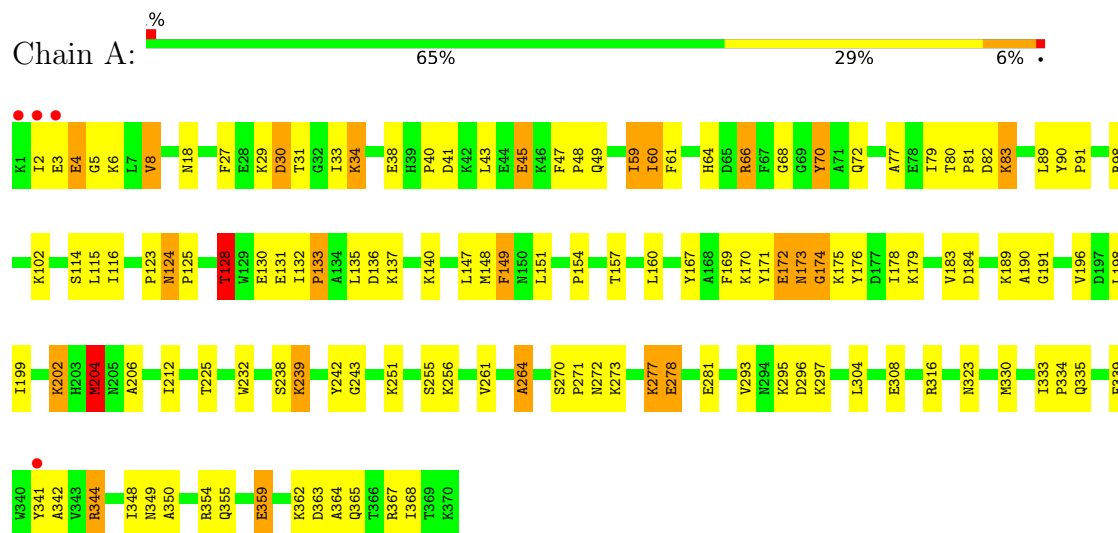 .%
Chain A:
65% 29% 6% .
K1 I2 E3 E4 G5 K6 L7 V8 N18 F27 E28 K29 D30 T31 G32 I33 K34 E38 H39 P40 D41 K42 L43 E44 E45 K46 F47 P48 Q49 I59 I60 F61 H64 D65 R66 F67 G68 G69 Y70 A71 Q72 A77 E78 I79 T80 P81 D82 K83 L89 Y90 P91
K102 S114 L115 I116 P123 N124 P125 T128 W129 E130 E131 I132 P133 A134 L135 D136 K137 K140 L147 M148 F149 N150 L151 P154 T157 L160 Y167 A168 F169 K170 Y171 E172 N173 G174 K175 Y176 D177 I178 K179 V183 D184 K189 A190 G191 V196 D197
I199 K202 H203 M204 N205 A206 I212 T225 W232 S238 K239 Y242 G243 K251 S255 K256 V261 A264 S270 P271 N272 K273 K277 E278 E281 V293 N294 K295 D296 K297 L304 E308 R316 N323 M330 I333 P334 Q335
W340 Y341 A342 V343 R344 I348 N349 A350 R354 Q355 E359 K362 D363 A364 Q365 T366 R367 I368 T369 K370